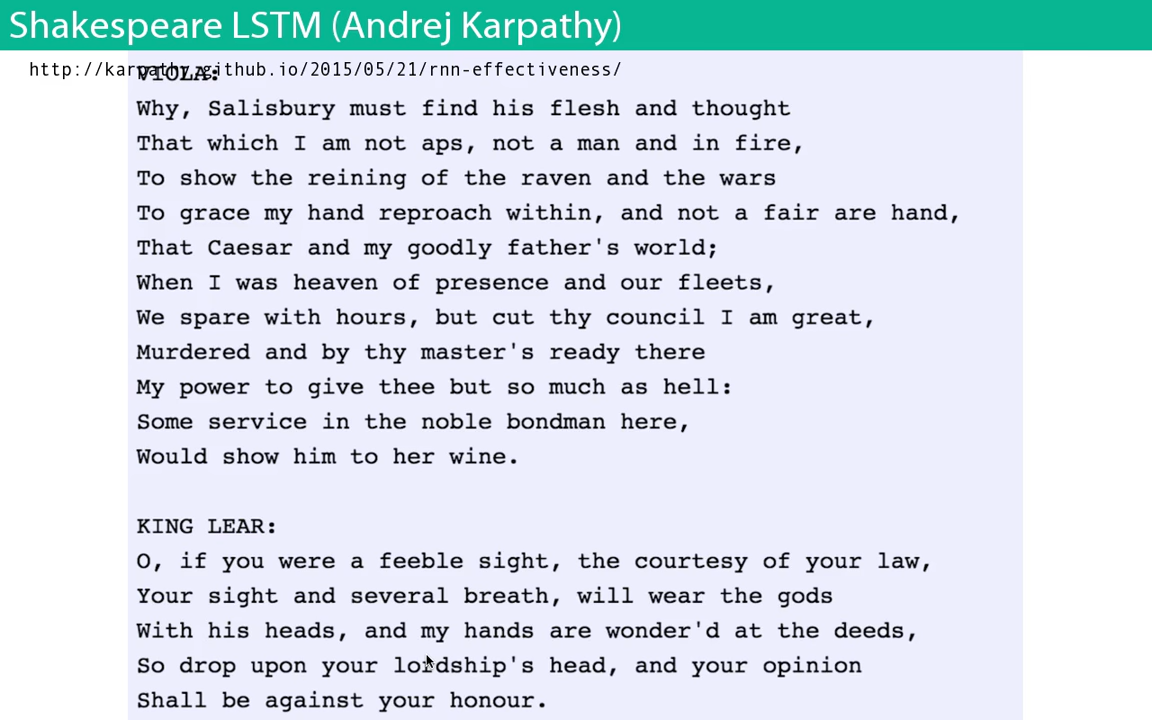 Shakespeare LSTM (Andrej Karpathy)
http://karpathy.github.io/2015/05/21/rnn-effectiveness/
VIOLA:
Why, Salisbury must find his flesh and thought
That which I am not aps, not a man and in fire,
To show the reining of the raven and the wars
To grace my hand reproach within, and not a fair are hand,
That Caesar and my goodly father's world;
When I was heaven of presence and our fleets,
We spare with hours, but cut thy council I am great,
Murdered and by thy master's ready there
My power to give thee but so much as hell:
Some service in the noble bondman here,
Would show him to her wine.
KING LEAR:
O, if you were a feeble sight, the courtesy of your law,
Your sight and several breath, will wear the gods
With his heads, and my hands are wonder'd at the deeds,
So drop upon your lordship's head, and your opinion
Shall be against your honour.